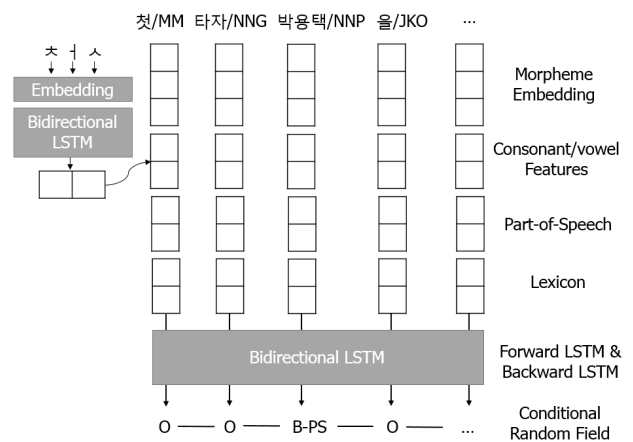 첫/MM 타자/NNG 박용택/NNP 을/JKO ...
ㅊ ㅓ ㅅ
Embedding
Bidirectional
LSTM
Morpheme
Embedding
Consonant/vowel
Features
Part-of-Speech
Lexicon
Bidirectional LSTM
Forward LSTM &
Backward LSTM
O O B-PS O ...
Conditional
Random Field